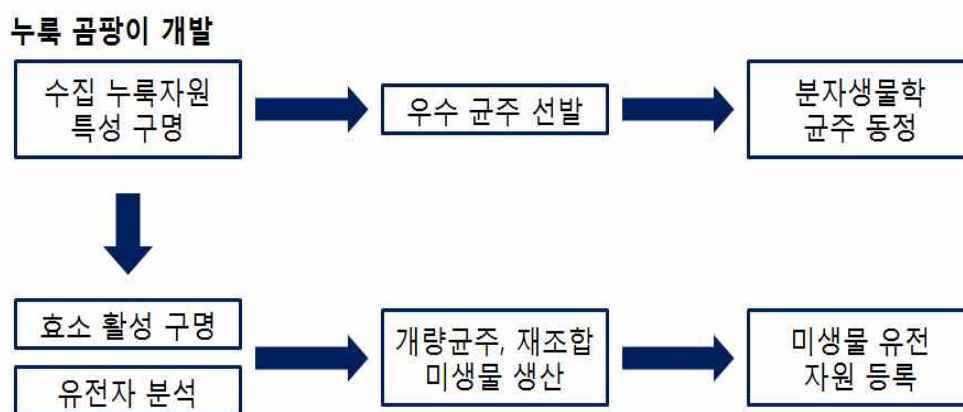 누룩 곰팡이 개발
수집 누룩자원
특성 구명
우수 균주 선발
분자생물학
균주 동정
효소 활성 구명
유전자 분석
개량균주, 재조합
미생물 생산
미생물 유전
자원 등록